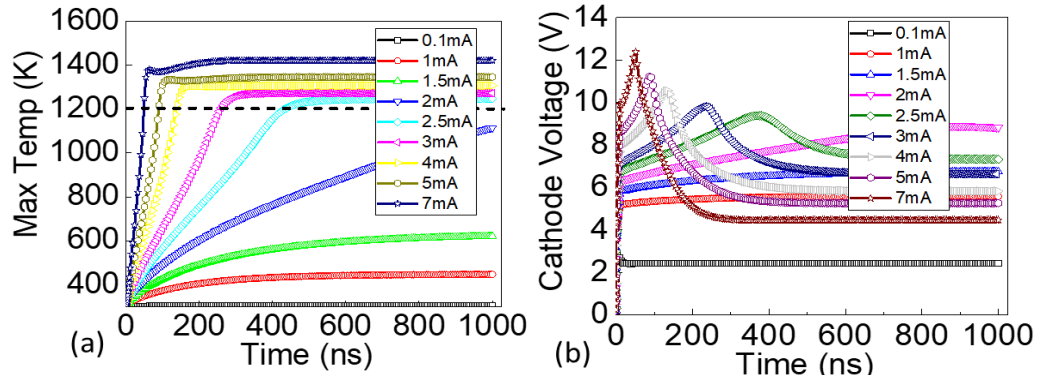 1600
1400
1200
1000
800
600
400
Max Temp (K)
0.1mA
1mA
1.5mA
2mA
2.5mA
3mA
4mA
5mA
7mA
0 200 400 600 800 1000
Time (ns)
(a)
14
12
10
8
6
4
2
0
Cathode Voltage (V)
0.1mA
1mA
1.5mA
2mA
2.5mA
3mA
4mA
5mA
7mA
0 200 400 600 800 1000
Time (ns)
(b)